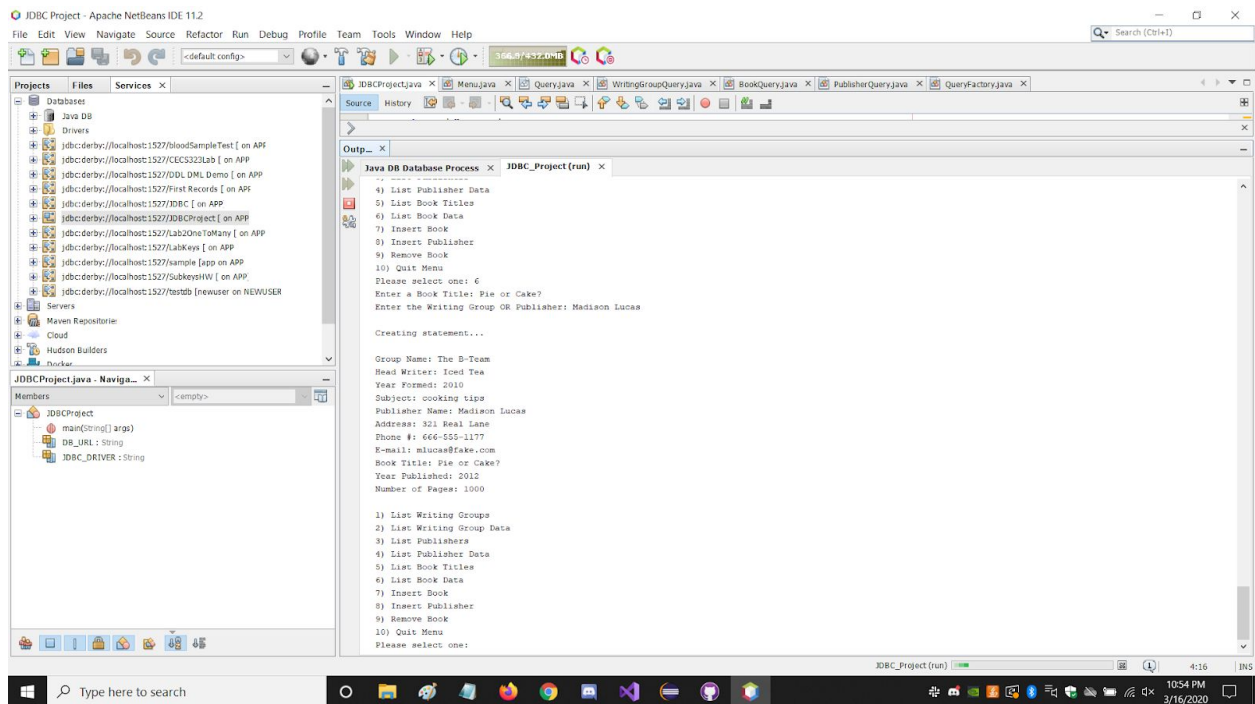 JDBC Project - Apache NetBeans IDE 11.2
File Edit View Navigate Source Refactor Run Debug Profile Team Tools Window Help
Search (Ctrl+I)
<default config>
366.9/432.0MB
Projects Files Services
JDBCProject.java Menu.java Query.java WritingGroupQuery.java BookQuery.java PublisherQuery.java QueryFactory.java
Source History
Databases
Java DB
Drivers
jdbc:derby://localhost:1527/bloodSampleTest [ on APP
jdbc:derby://localhost:1527/CECS323Lab [ on APP
jdbc:derby://localhost:1527/DDL DML Demo [ on APP
jdbc:derby://localhost:1527/First Records [ on APP
jdbc:derby://localhost:1527/JDBC [ on APP
jdbc:derby://localhost:1527/JDBCProject [ on APP
jdbc:derby://localhost:1527/Lab2OneToMany [ on APP
jdbc:derby://localhost:1527/LabKeys [ on APP
jdbc:derby://localhost:1527/sample [app on APP
jdbc:derby://localhost:1527/SubkeysHW [ on APP
jdbc:derby://localhost:1527/testdb [newuser on NEWUSER
Servers
Maven Repositories
Cloud
Hudson Builders
Docker
JDBCProject.java - Naviga...
Members <empty>
JDBCProject
main(String[] args)
DB_URL : String
JDBC_DRIVER : String
Outp...
Java DB Database Process JDBC_Project (run)
4) List Publisher Data
5) List Book Titles
6) List Book Data
7) Insert Book
8) Insert Publisher
9) Remove Book
10) Quit Menu
Please select one: 6
Enter a Book Title: Pie or Cake?
Enter the Writing Group OR Publisher: Madison Lucas
Creating statement...
Group Name: The B-Team
Head Writer: Iced Tea
Year Formed: 2010
Subject: cooking tips
Publisher Name: Madison Lucas
Address: 321 Real Lane
Phone #: 666-555-1177
E-mail: mlucas@fake.com
Book Title: Pie or Cake?
Year Published: 2012
Number of Pages: 1000
1) List Writing Groups
2) List Writing Group Data
3) List Publishers
4) List Publisher Data
5) List Book Titles
6) List Book Data
7) Insert Book
8) Insert Publisher
9) Remove Book
10) Quit Menu
Please select one:
JDBC_Project (run)
4:16 INS
Type here to search
10:54 PM
3/16/2020